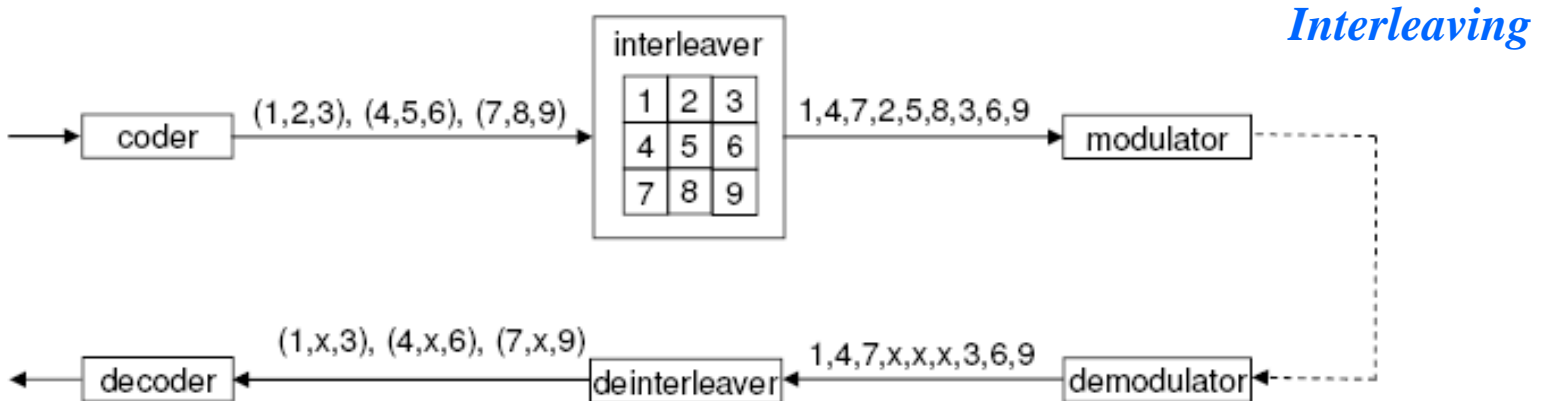 Interleaving
interleaver
(1,2,3), (4,5,6), (7,8,9)
1 2 3
4 5 6
7 8 9
1,4,7,2,5,8,3,6,9
coder
modulator
(1,x,3), (4,x,6), (7,x,9)
1,4,7,x,x,x,3,6,9
decoder
deinterleaver
demodulator